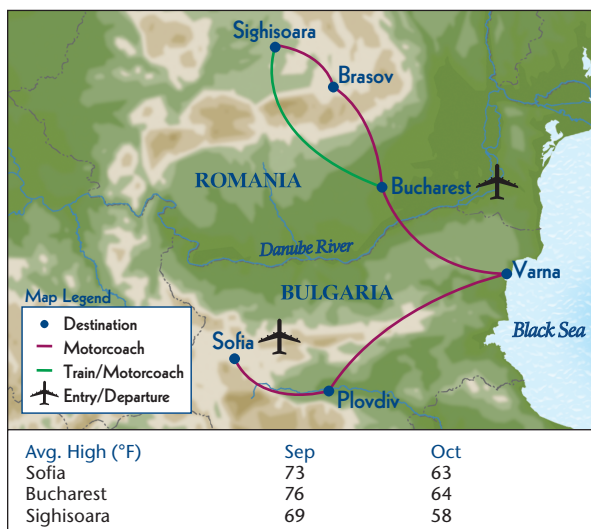 Sighisoara
Brasov
ROMANIA
Bucharest
Danube River
Varna
BULGARIA
Black Sea
Map Legend
Destination
Motorcoach
Train/Motorcoach
Entry/Departure
Sofia
Plovdiv
Avg. High (°F) Sep Oct
Sofia 73 63
Bucharest 76 64
Sighisoara 69 58